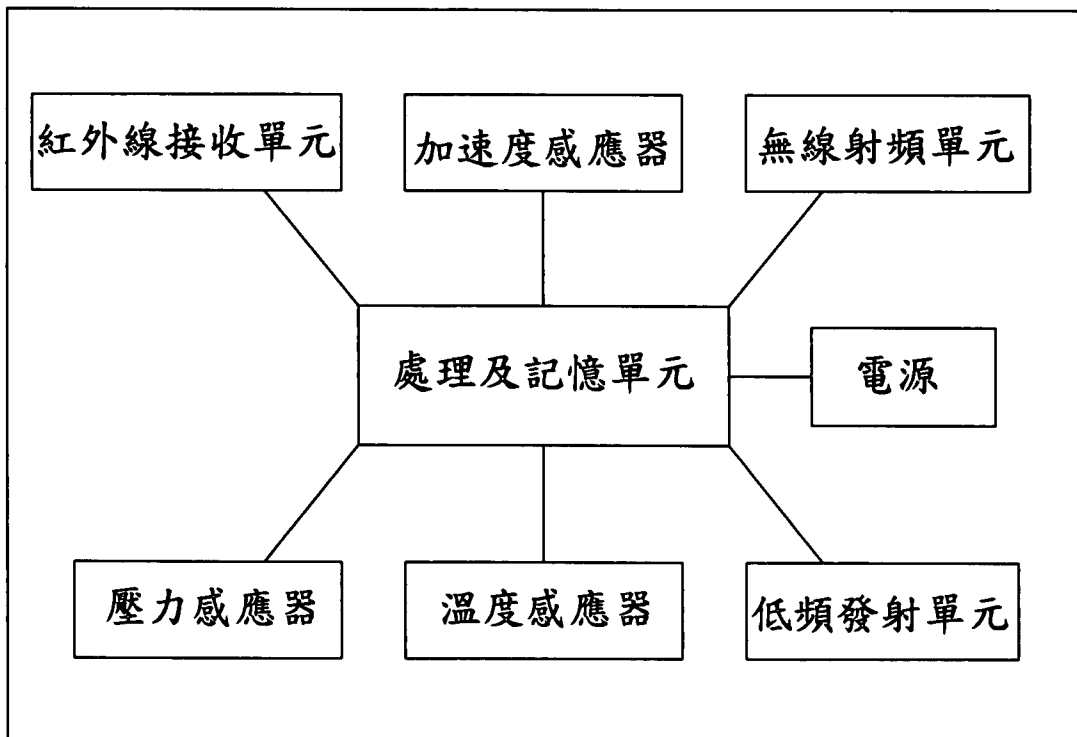 紅外線接收單元
加速度感應器
無線射頻單元
處理及記憶單元
電源
壓力感應器
溫度感應器
低頻發射單元